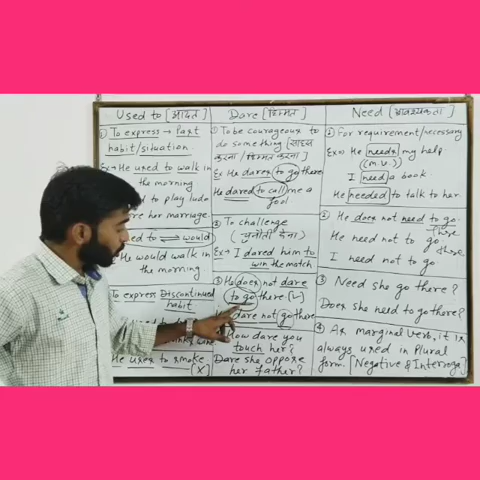 Used to [आदत]
① To express → Past
habit/situation.
Ex → He used to walk in
the morning
to play ludo
her marriage.
to ⇌ would
He would walk in
the morning
To express Discontinued
habit
He user to smoke
[X]
Dare [हिम्मत]
① To be courageous to
do something [साहस
करना / हिम्मत करना]
Ex He dares to go there
He dared to call me a
fool
② To challenge
(चुनौती देना)
Ex → I dared him to
win the match
③ He does not dare
to go there
dare not go there
How dare you
touch her?
Dare she oppose
her father?
Need [आवश्यकता]
① For requirement/necessary
Ex → He needs my help
(M.V.)
I need a book
He needed to talk to her.
② He does not need to go
there
He need not to go
there
I need not to go
③ Need she go there?
Does she need to go there?
④ As marginal verb, it is
always used in Plural
form. [Negative & Interroga]